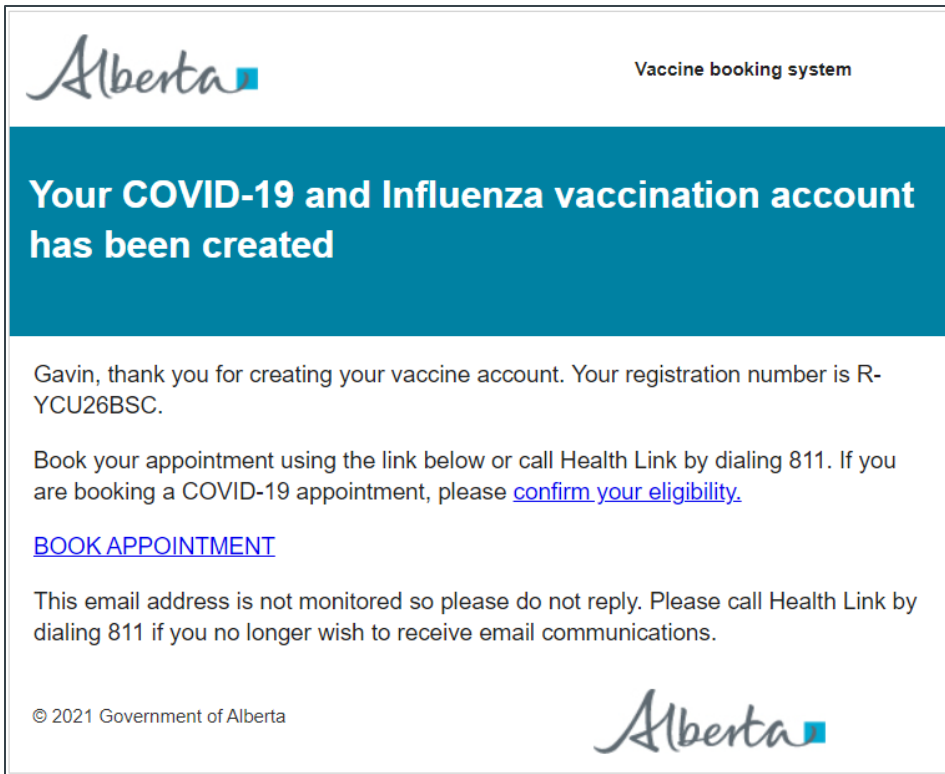 Alberta
Vaccine booking system
Your COVID-19 and Influenza vaccination account
has been created
Gavin, thank you for creating your vaccine account. Your registration number is R-
YCU26BSC.
Book your appointment using the link below or call Health Link by dialing 811. If you
are booking a COVID-19 appointment, please confirm your eligibility.
BOOK APPOINTMENT
This email address is not monitored so please do not reply. Please call Health Link by
dialing 811 if you no longer wish to receive email communications.
© 2021 Government of Alberta
Alberta